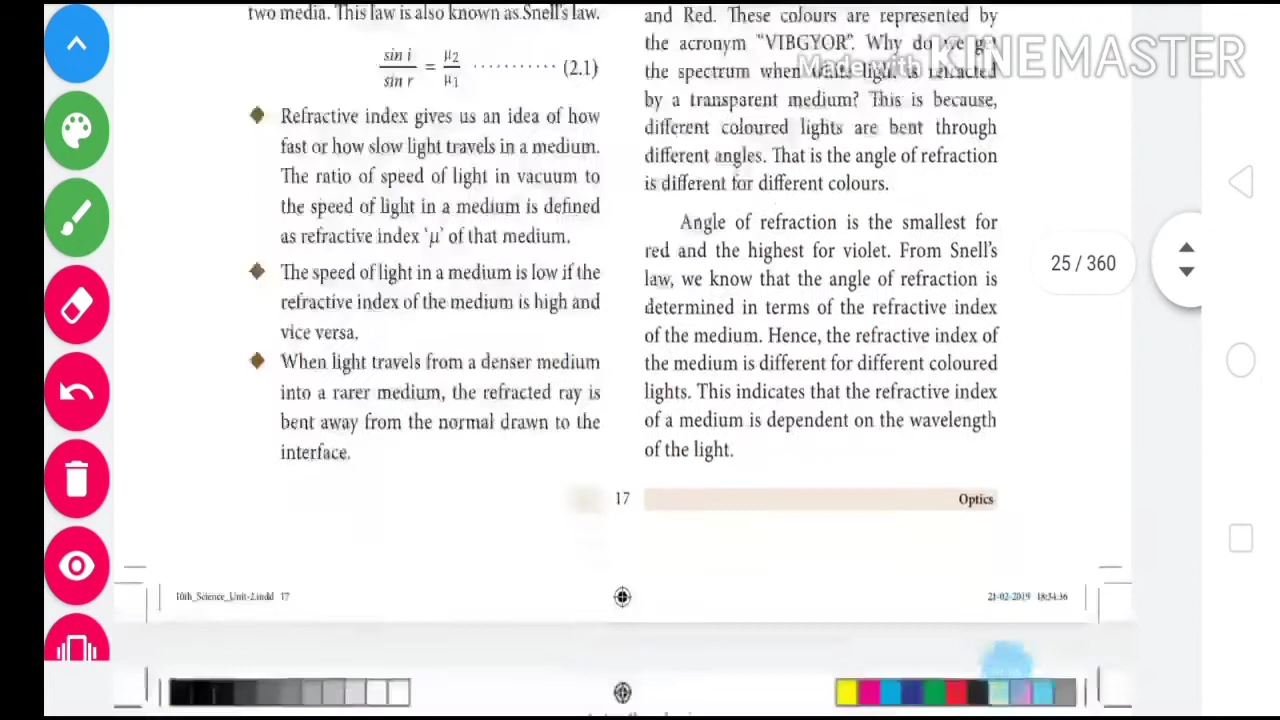 two media. This law is also known as Snell's law.
sin i / sin r = μ2 / μ1 ........... (2.1)
Refractive index gives us an idea of how
fast or how slow light travels in a medium.
The ratio of speed of light in vacuum to
the speed of light in a medium is defined
as refractive index 'μ' of that medium.
The speed of light in a medium is low if the
refractive index of the medium is high and
vice versa.
When light travels from a denser medium
into a rarer medium, the refracted ray is
bent away from the normal drawn to the
interface.
and Red. These colours are represented by
the acronym "VIBGYOR". Why do we get
the spectrum when white light is refracted
by a transparent medium? This is because,
different coloured lights are bent through
different angles. That is the angle of refraction
is different for different colours.
Angle of refraction is the smallest for
red and the highest for violet. From Snell's
law, we know that the angle of refraction is
determined in terms of the refractive index
of the medium. Hence, the refractive index of
the medium is different for different coloured
lights. This indicates that the refractive index
of a medium is dependent on the wavelength
of the light.
17
Optics
10th_Science_Unit-2.indd 17
21-02-2019 18:54:36
25 / 360
Made with KINEMASTER